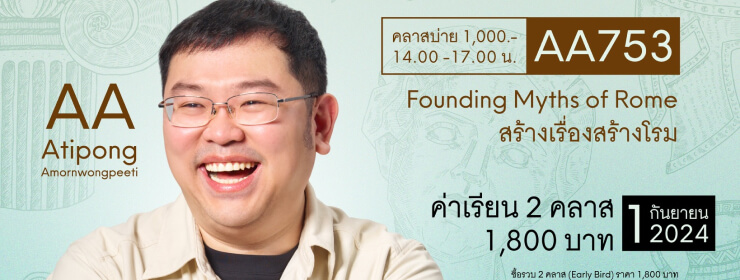 AA
Atipong
Amornwongpeeti
คลาสบ่าย 1,000.-
14.00 -17.00 น.
AA753
Founding Myths of Rome
สร้างเรื่องสร้างโรม
ค่าเรียน 2 คลาส
1,800 บาท
1 กันยายน
2024
ซื้อรวบ 2 คลาส (Early Bird) ราคา 1,800 บาท